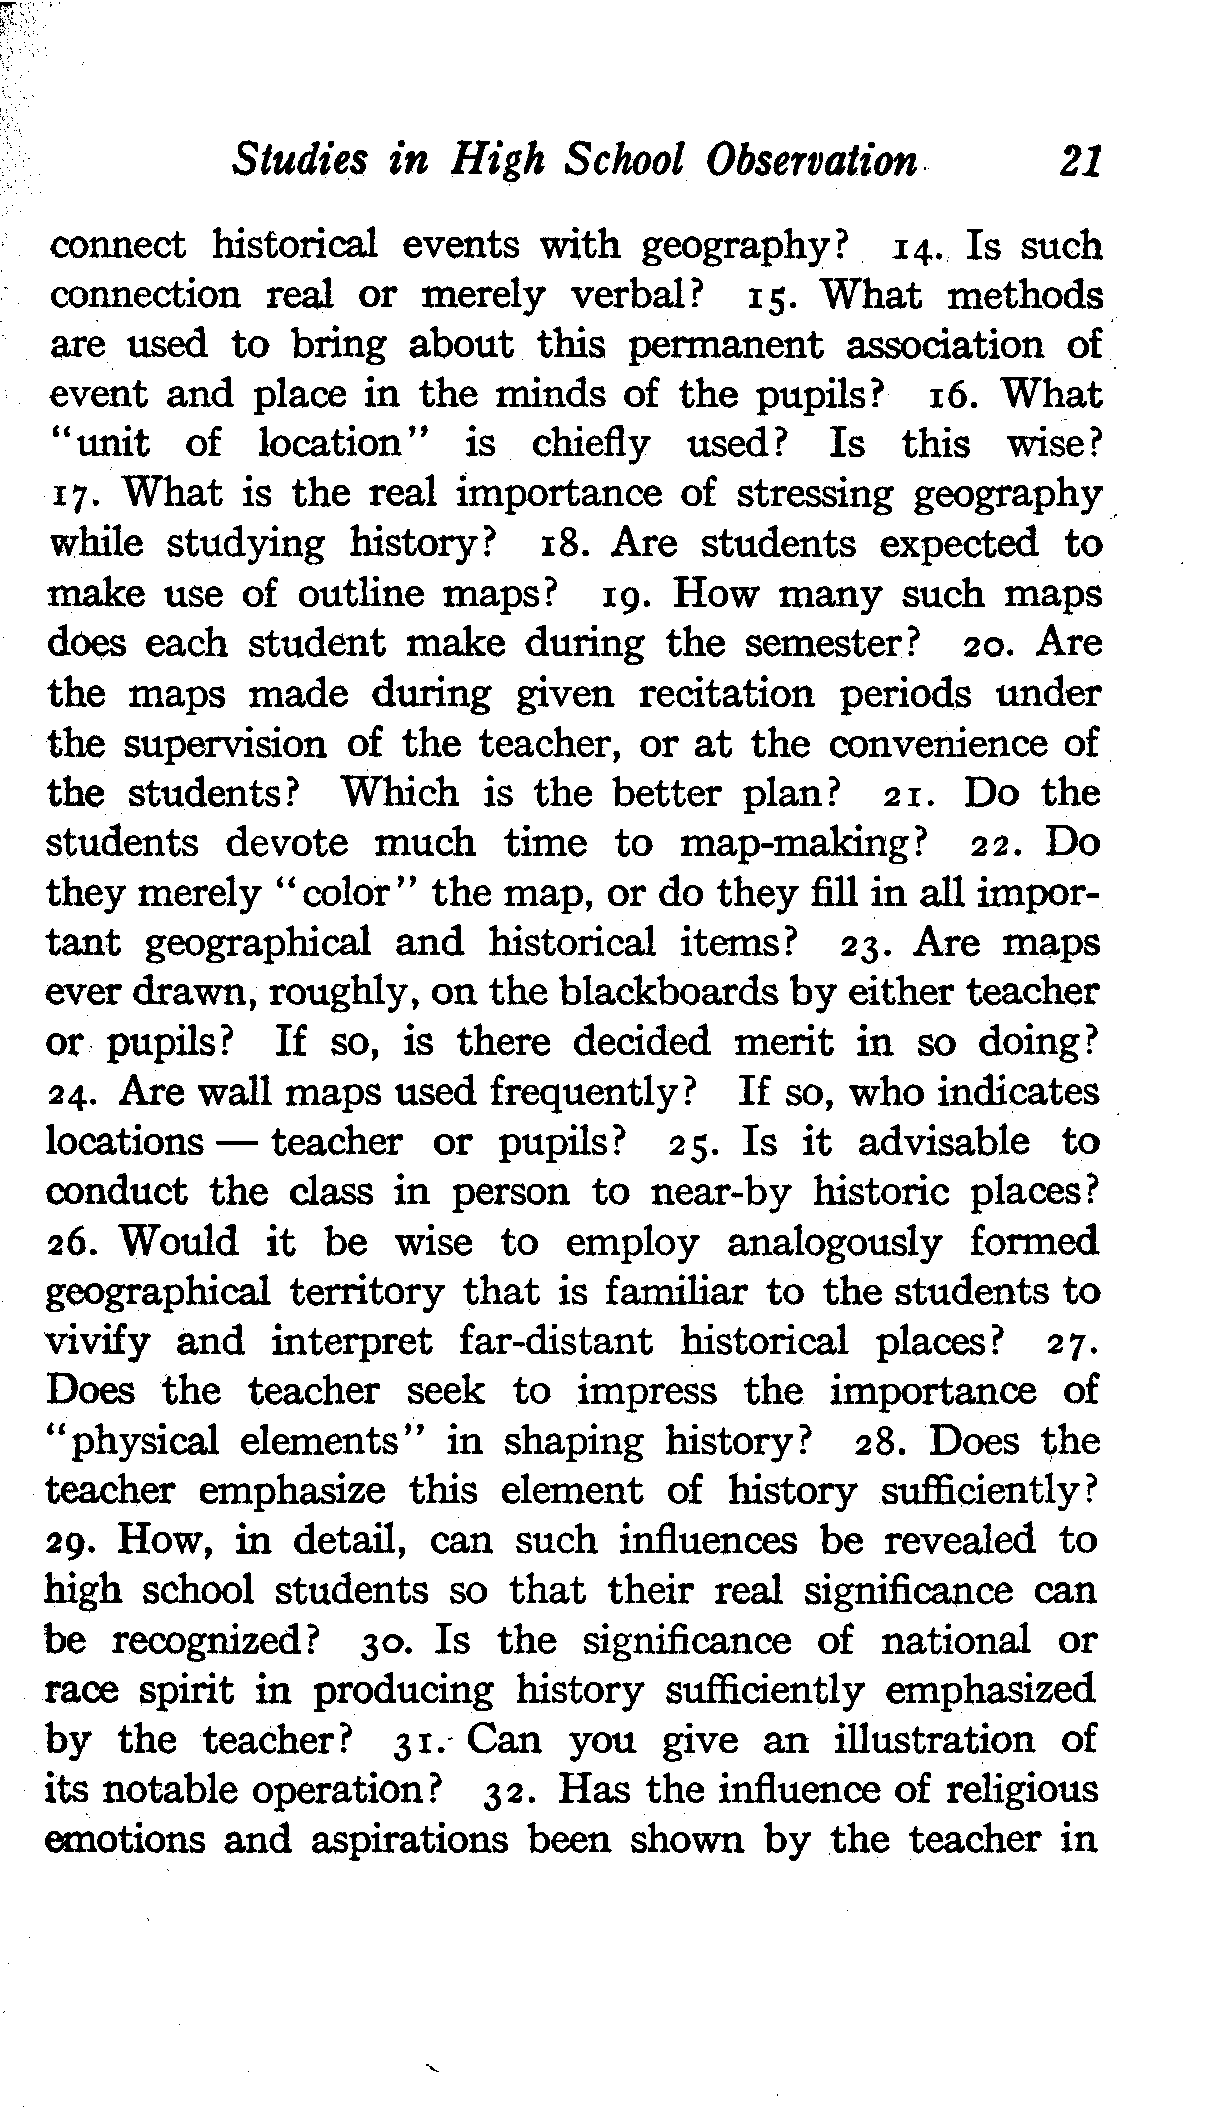 Studies in High School Observation 21
connect historical events with geography? 14. Is such
connection real or merely verbal? 15. What methods
are used to bring about this permanent association of
event and place in the minds of the pupils? 16. What
"unit of location" is chiefly used? Is this wise?
17. What is the real importance of stressing geography
while studying history? 18. Are students expected to
make use of outline maps? 19. How many such maps
does each student make during the semester? 20. Are
the maps made during given recitation periods under
the supervision of the teacher, or at the convenience of
the students? Which is the better plan? 21. Do the
students devote much time to map-making? 22. Do
they merely "color" the map, or do they fill in all impor-
tant geographical and historical items? 23. Are maps
ever drawn, roughly, on the blackboards by either teacher
or pupils? If so, is there decided merit in so doing?
24. Are wall maps used frequently? If so, who indicates
locations — teacher or pupils? 25. Is it advisable to
conduct the class in person to near-by historic places?
26. Would it be wise to employ analogously formed
geographical territory that is familiar to the students to
vivify and interpret far-distant historical places? 27.
Does the teacher seek to impress the importance of
"physical elements" in shaping history? 28. Does the
teacher emphasize this element of history sufficiently?
29. How, in detail, can such influences be revealed to
high school students so that their real significance can
be recognized? 30. Is the significance of national or
race spirit in producing history sufficiently emphasized
by the teacher? 31. Can you give an illustration of
its notable operation? 32. Has the influence of religious
emotions and aspirations been shown by the teacher in